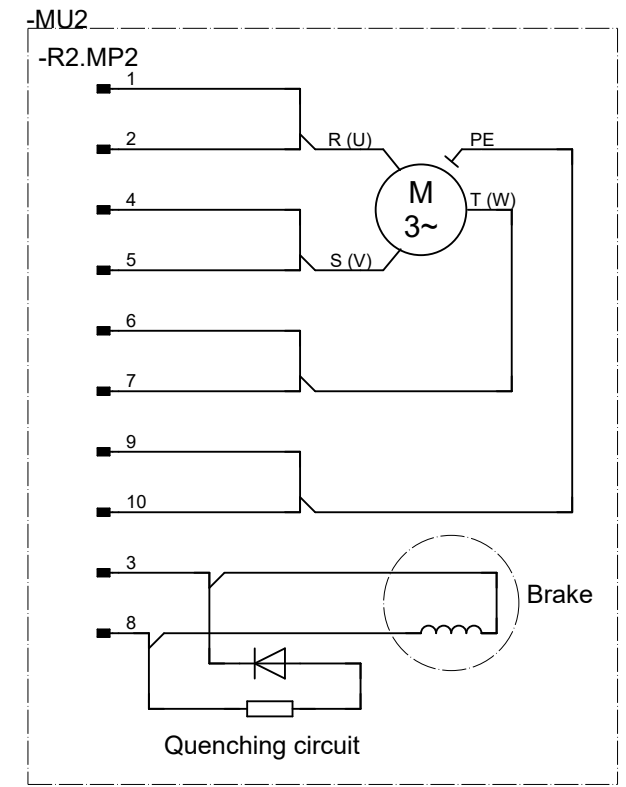 -MU2
-R2.MP2
1
2
R (U)
PE
M
3~
4
T (W)
5
S (V)
6
7
9
10
3
Brake
8
Quenching circuit